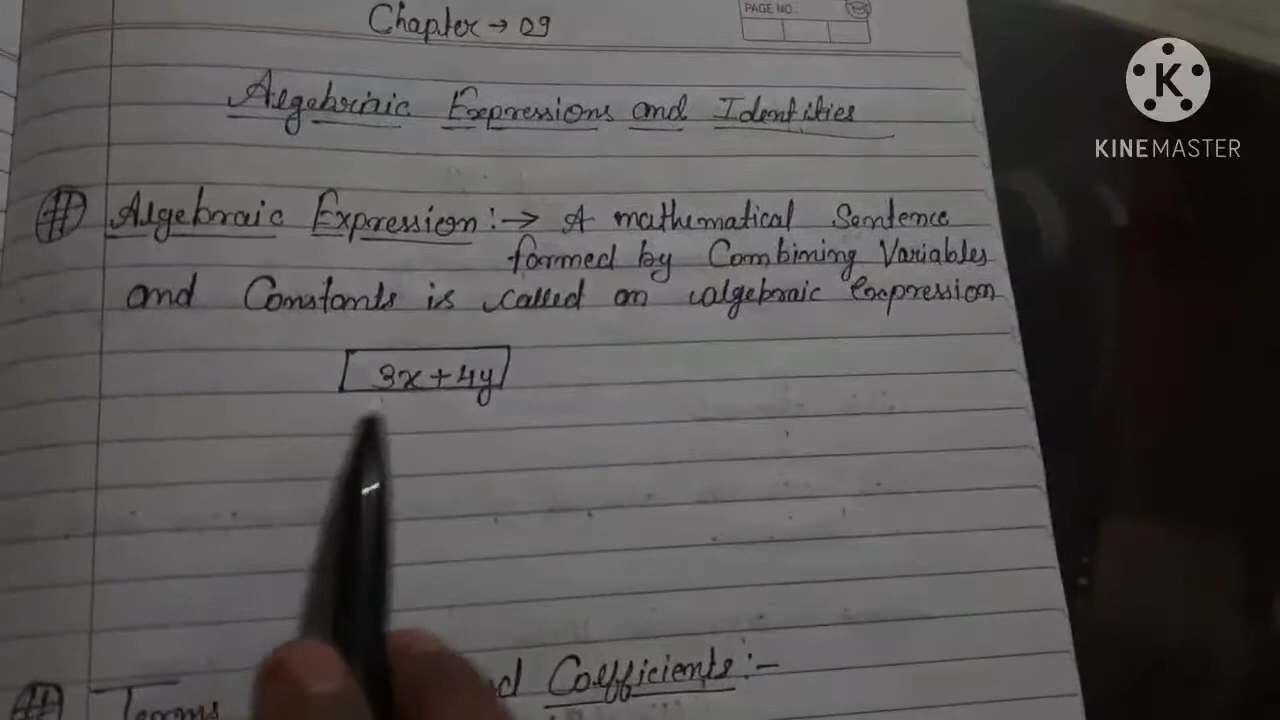 Chapter → 09
PAGE NO.
Algebraic Expressions and Identities
K
KINEMASTER
# Algebraic Expression :→ A mathematical Sentence
formed by Combining Variables
and Constants is called an algebraic Expression
3x+4y
# Terms Coefficients:-